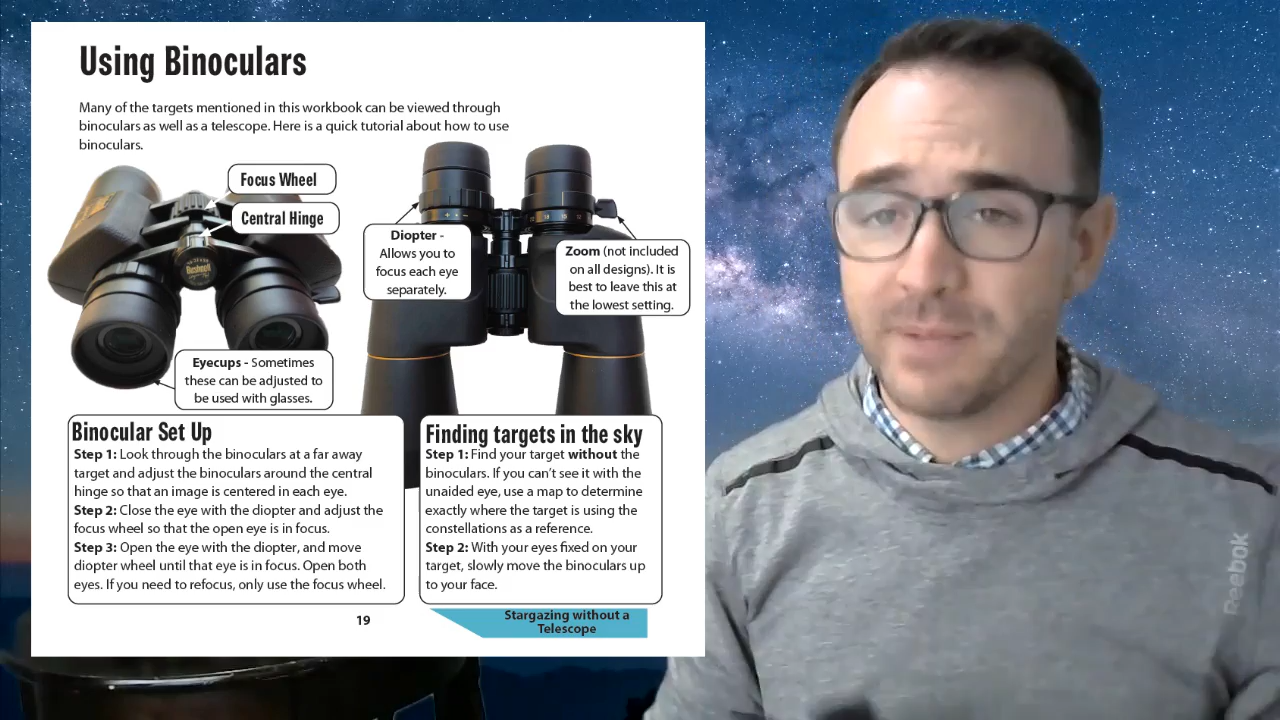 Using Binoculars
Many of the targets mentioned in this workbook can be viewed through
binoculars as well as a telescope. Here is a quick tutorial about how to use
binoculars.
Focus Wheel
Central Hinge
Bushnell
Eyecups - Sometimes
these can be adjusted to
be used with glasses.
Diopter -
Allows you to
focus each eye
separately.
Zoom (not included
on all designs). It is
best to leave this at
the lowest setting.
Binocular Set Up
Step 1: Look through the binoculars at a far away
target and adjust the binoculars around the central
hinge so that an image is centered in each eye.
Step 2: Close the eye with the diopter and adjust the
focus wheel so that the open eye is in focus.
Step 3: Open the eye with the diopter, and move
diopter wheel until that eye is in focus. Open both
eyes. If you need to refocus, only use the focus wheel.
Finding targets in the sky
Step 1: Find your target without the
binoculars. If you can't see it with the
unaided eye, use a map to determine
exactly where the target is using the
constellations as a reference.
Step 2: With your eyes fixed on your
target, slowly move the binoculars up
to your face.
19
Stargazing without a
Telescope
Reebok